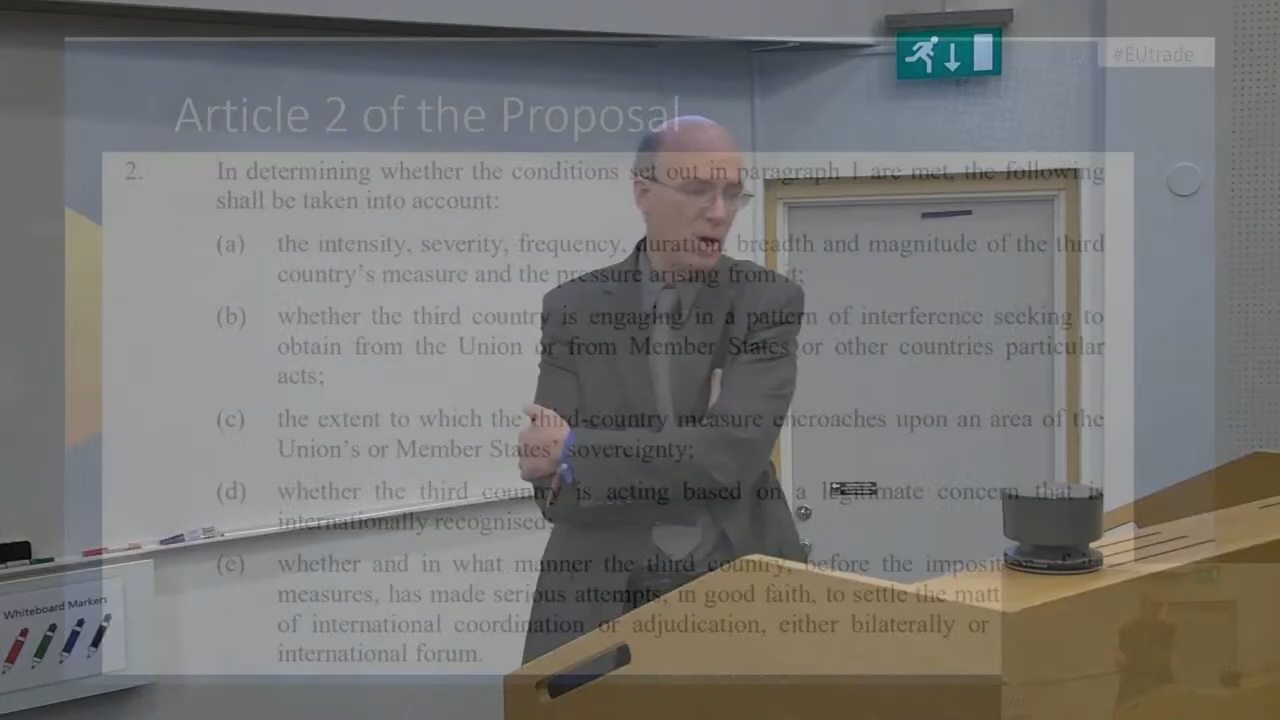 #EUtrade
Article 2 of the Proposal
2. In determining whether the conditions set out in paragraph 1 are met, the following
shall be taken into account:
(a) the intensity, severity, frequency, duration, breadth and magnitude of the third
country's measure and the pressure arising from it;
(b) whether the third country is engaging in a pattern of interference seeking to
obtain from the Union or from Member States or other countries particular
acts;
(c) the extent to which the third-country measure encroaches upon an area of the
Union's or Member States' sovereignty;
(d) whether the third country is acting based on a legitimate concern that is
internationally recognised;
(e) whether and in what manner the third country, before the imposit
measures, has made serious attempts, in good faith, to settle the matt
of international coordination or adjudication, either bilaterally or
international forum.
Whiteboard Markers